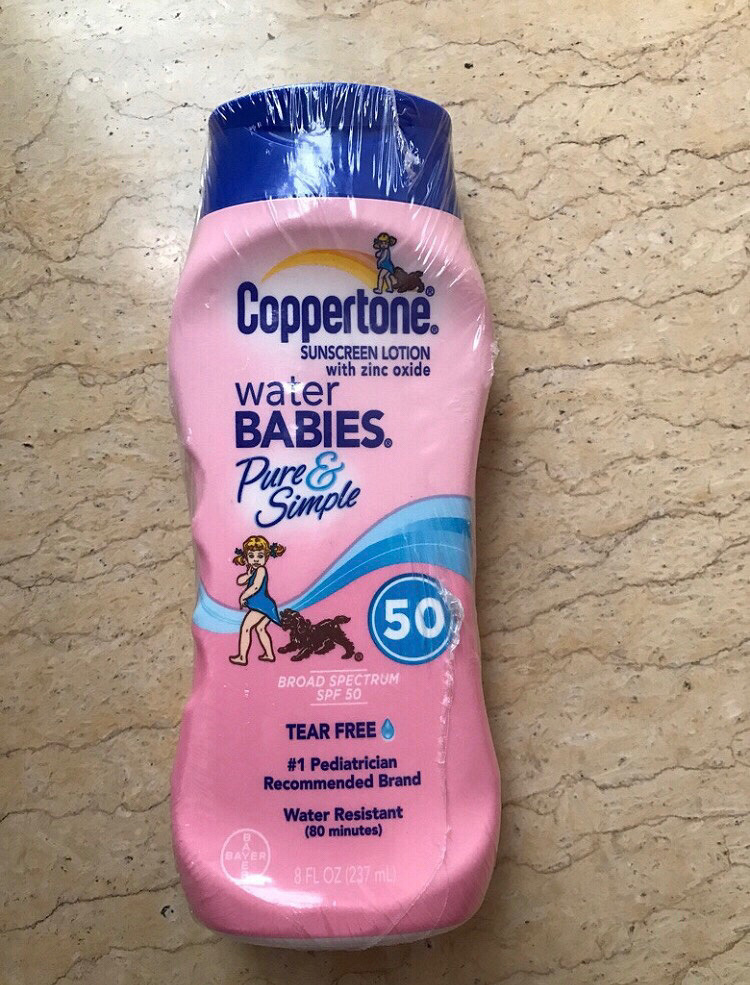 Coppertone®
SUNSCREEN LOTION
with zinc oxide
water
BABIES®
Pure &
Simple
50
BROAD SPECTRUM
SPF 50
TEAR FREE
#1 Pediatrician
Recommended Brand
Water Resistant
(80 minutes)
BAYER
BAYER
8 FL OZ (237 mL)